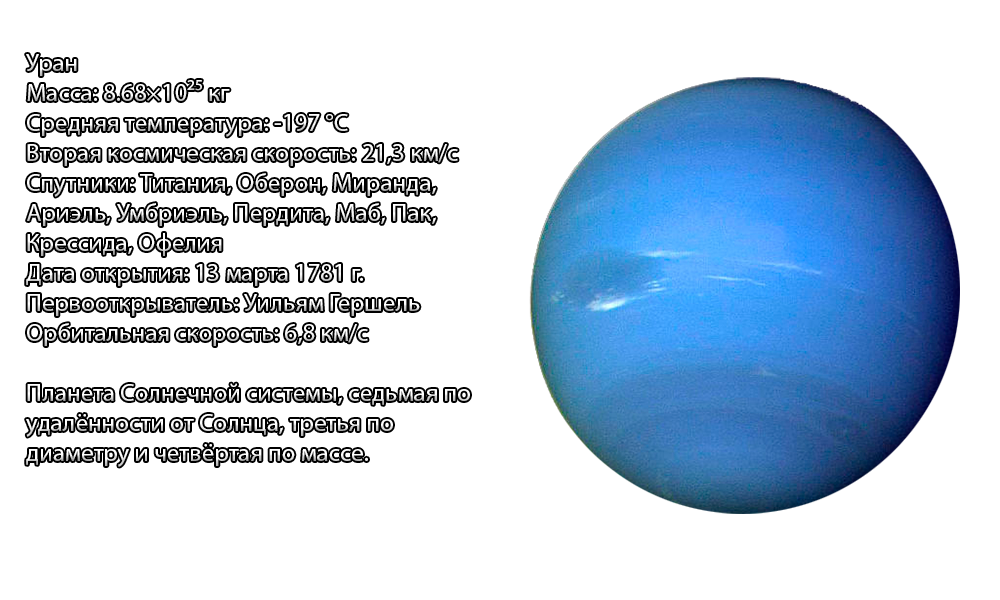 Уран
Масса: 8.68×10²⁵ кг
Средняя температура: -197 °C
Вторая космическая скорость: 21,3 км/с
Спутники: Титания, Оберон, Миранда,
Ариэль, Умбриэль, Пердита, Маб, Пак,
Крессида, Офелия
Дата открытия: 13 марта 1781 г.
Первооткрыватель: Уильям Гершель
Орбитальная скорость: 6,8 км/с
Планета Солнечной системы, седьмая по
удалённости от Солнца, третья по
диаметру и четвёртая по массе.